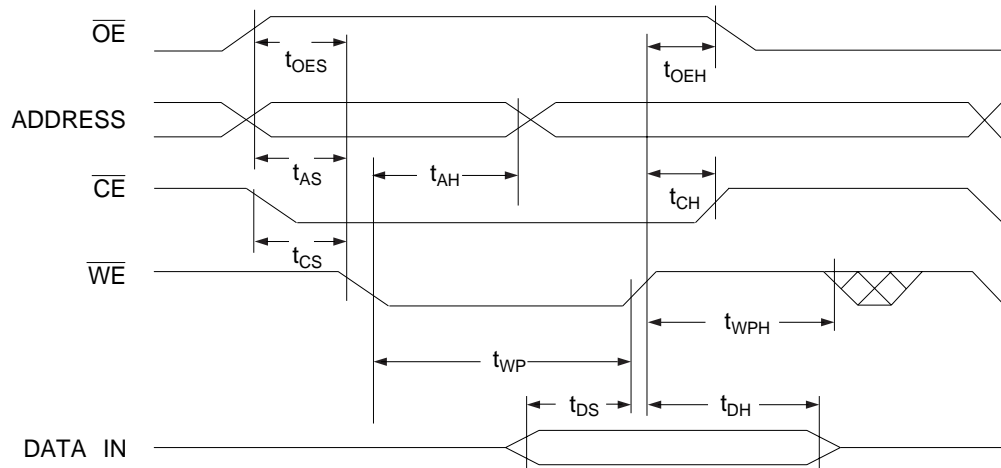 OE
tOES
tOEH
ADDRESS
tAS
tAH
CE
tCH
tCS
WE
tWPH
tWP
tDS
tDH
DATA IN